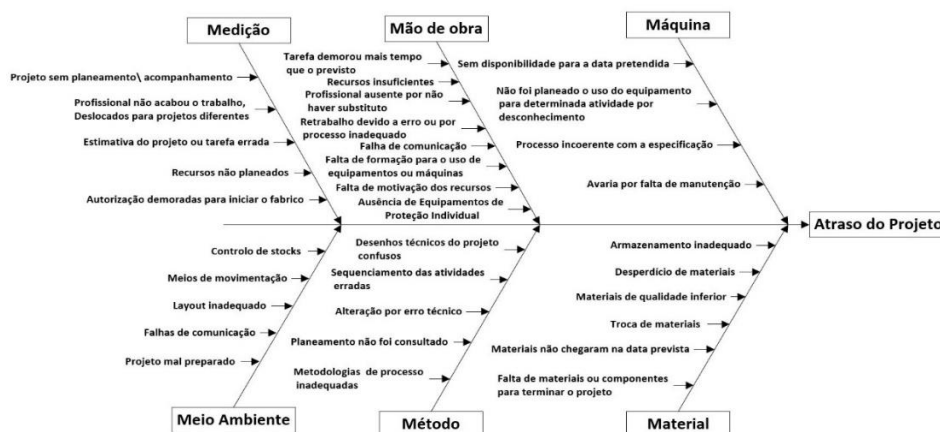 Medição
Mão de obra
Máquina
Projeto sem planeamento\ acompanhamento
Profissional não acabou o trabalho,
Deslocados para projetos diferentes
Estimativa do projeto ou tarefa errada
Recursos não planeados
Autorização demoradas para iniciar o fabrico
Tarefa demorou mais tempo
que o previsto
Recursos insuficientes
Profissional ausente por não
haver substituto
Retrabalho devido a erro ou por
processo inadequado
Falha de comunicação
Falta de formação para o uso de
equipamentos ou máquinas
Falta de motivação dos recursos
Ausência de Equipamentos de
Proteção Individual
Sem disponibilidade para a data pretendida
Não foi planeado o uso do equipamento
para determinada atividade por
desconhecimento
Processo incoerente com a especificação
Avaria por falta de manutenção
Atraso do Projeto
Controlo de stocks
Meios de movimentação
Layout inadequado
Falhas de comunicação
Projeto mal preparado
Desenhos técnicos do projeto
confusos
Sequenciamento das atividades
erradas
Alteração por erro técnico
Planeamento não foi consultado
Metodologias de processo
inadequadas
Armazenamento inadequado
Desperdício de materiais
Materiais de qualidade inferior
Troca de materiais
Materiais não chegaram na data prevista
Falta de materiais ou componentes
para terminar o projeto
Meio Ambiente
Método
Material